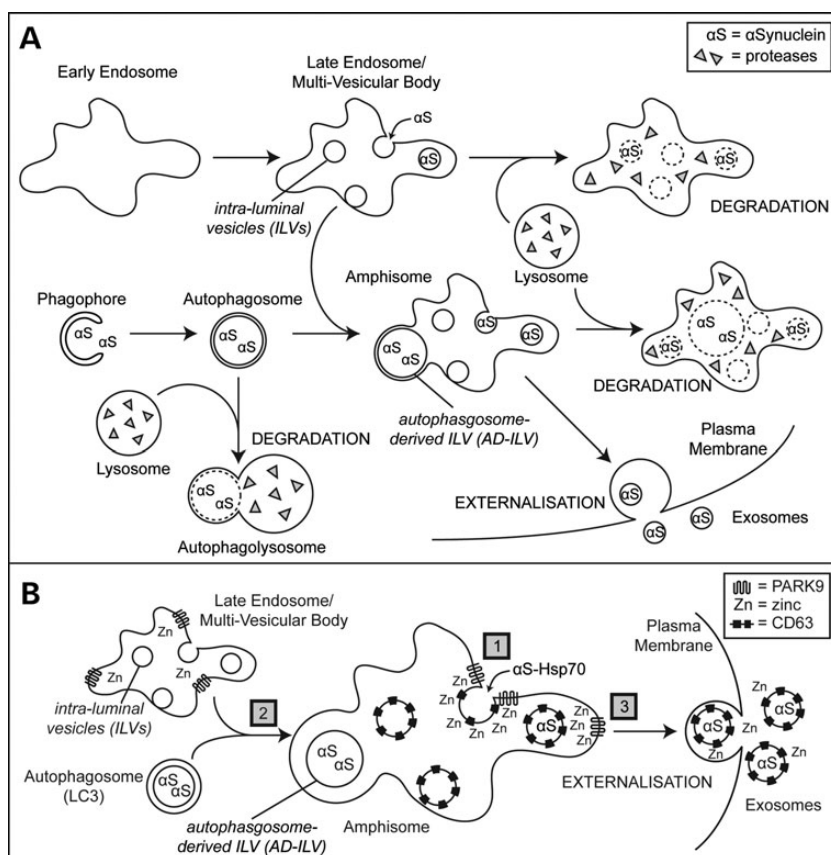 A
αS = αSynuclein
= proteases
Early Endosome
Late Endosome/
Multi-Vesicular Body
αS
αS
αS
αS
intra-luminal
vesicles (ILVs)
DEGRADATION
Lysosome
Phagophore
Autophagosome
Amphisome
αS
αS
αS
αS
αS
αS
αS
αS
αS
αS
αS
αS
DEGRADATION
autophasgosome-
derived ILV (AD-ILV)
Lysosome
DEGRADATION
αS
αS
Autophagolysosome
Plasma
Membrane
EXTERNALISATION
αS
αS
αS
Exosomes
B
= PARK9
Zn = zinc
= CD63
Late Endosome/
Multi-Vesicular Body
Zn
Zn
Zn
intra-luminal
vesicles (ILVs)
2
Autophagosome
(LC3)
αS
αS
autophasgosome-
derived ILV (AD-ILV)
Amphisome
αS
αS
1
αS-Hsp70
Zn
Zn
Zn
Zn
Zn
Zn
Zn
αS
Zn
Zn
Zn
3
EXTERNALISATION
Plasma
Membrane
αS
Zn
Zn
Zn
αS
Zn
Zn
αS
Zn
Exosomes